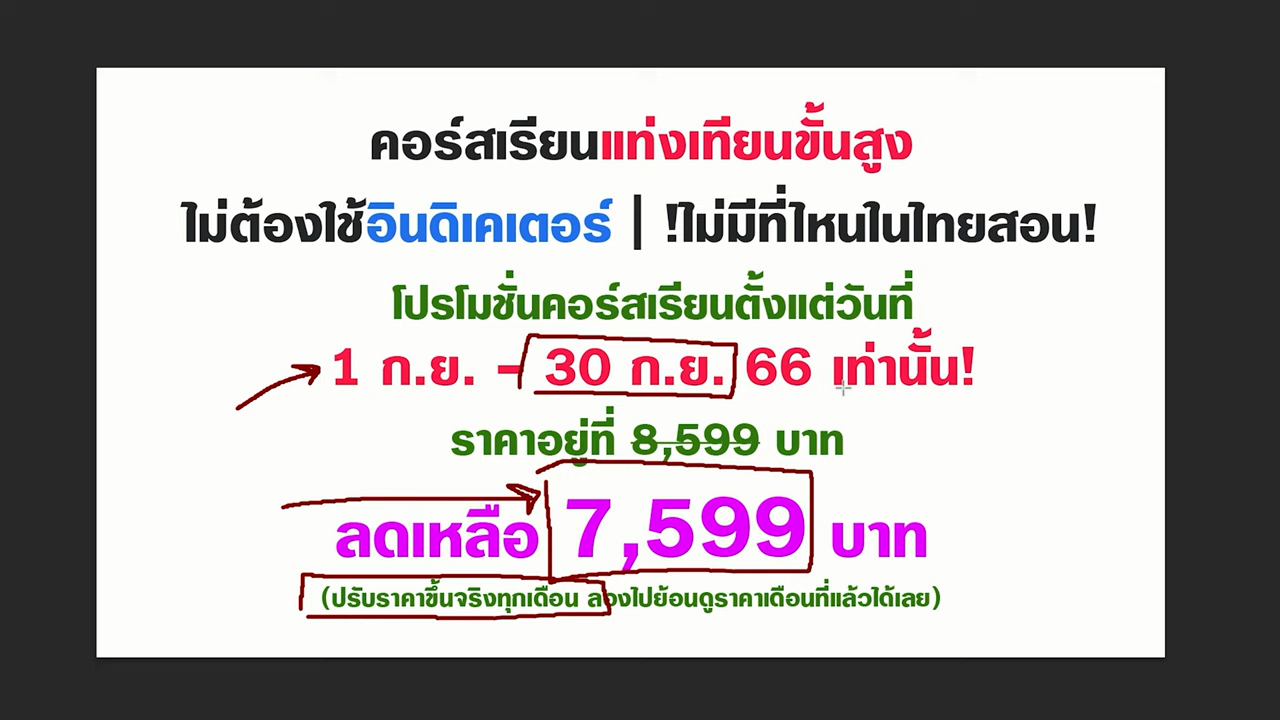 คอร์สเรียนแท่งเทียนขั้นสูง
ไม่ต้องใช้อินดิเคเตอร์ | !ไม่มีที่ไหนในไทยสอน!
โปรโมชั่นคอร์สเรียนตั้งแต่วันที่
1 ก.ย. - 30 ก.ย. 66 เท่านั้น!
ราคาอยู่ที่ 8,599 บาท
ลดเหลือ 7,599 บาท
(ปรับราคาขึ้นจริงทุกเดือน ลองไปย้อนดูราคาเดือนที่แล้วได้เลย)